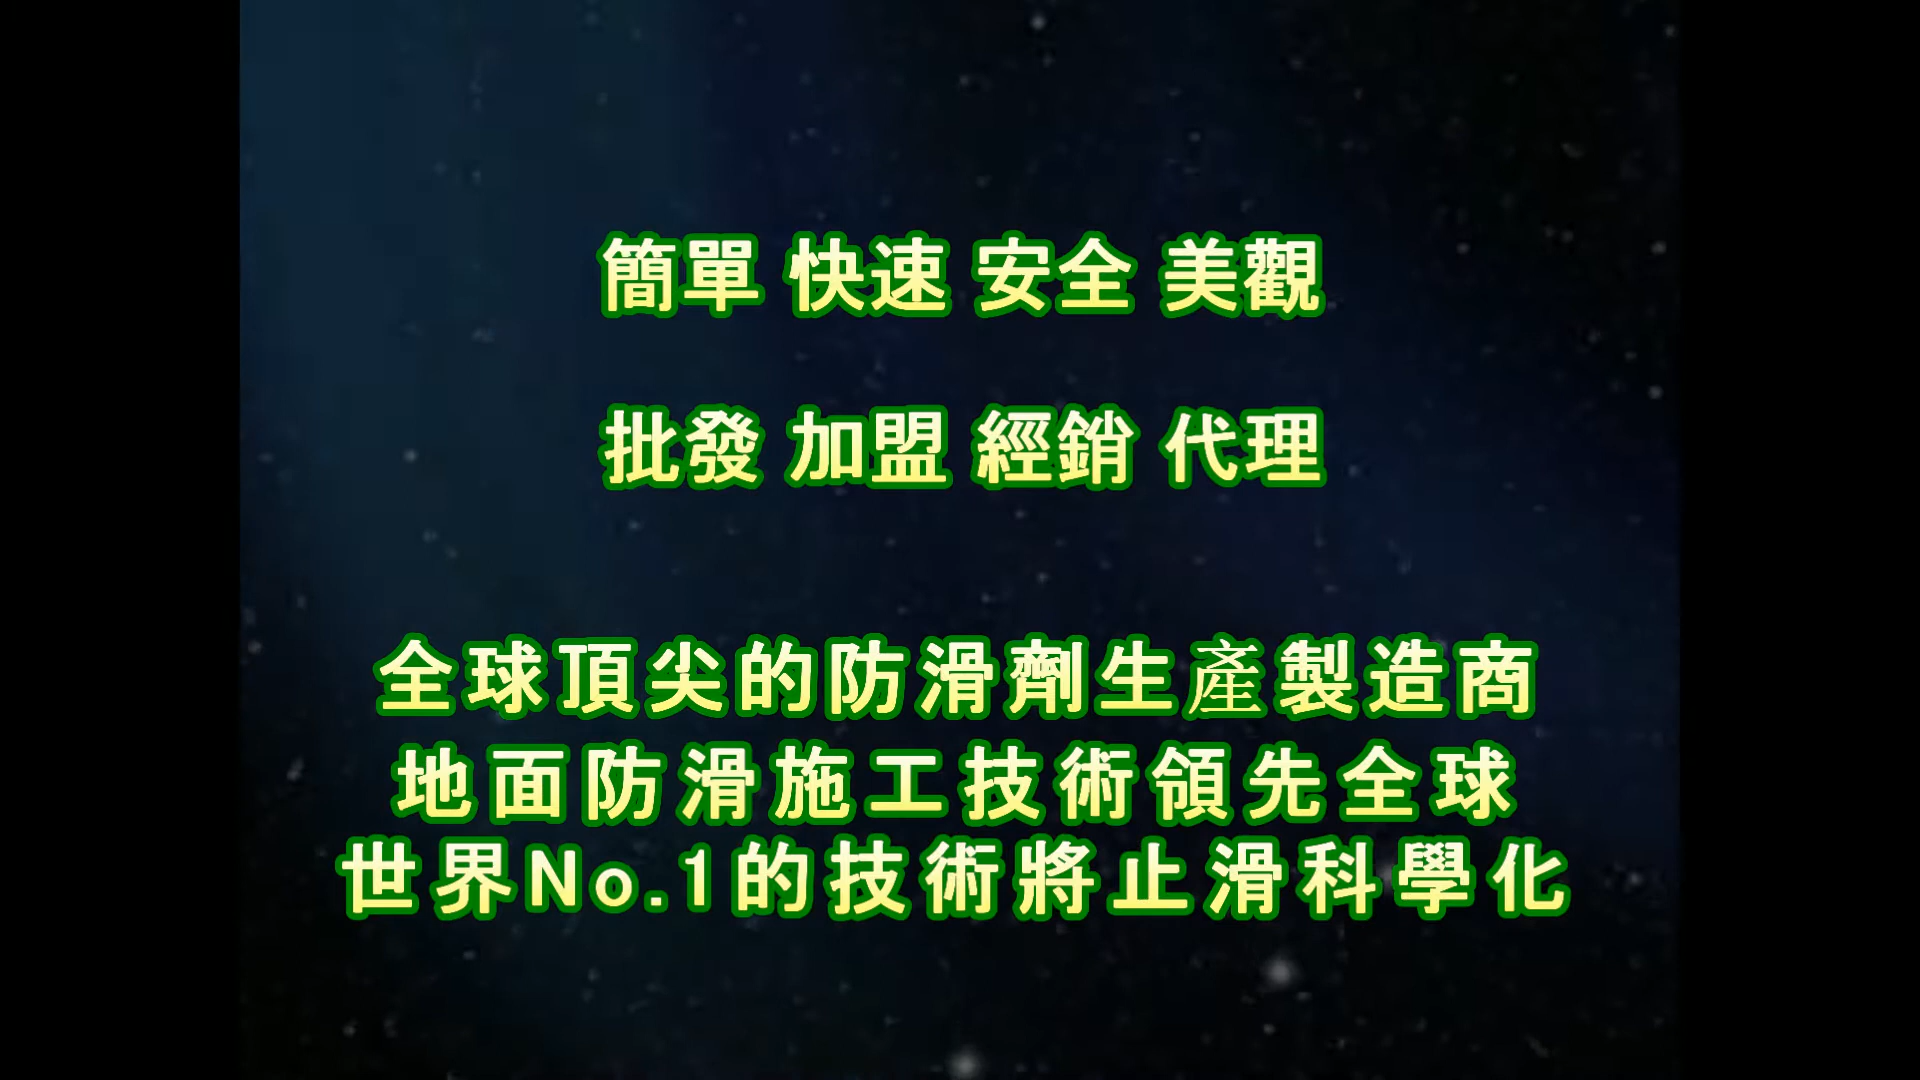 簡單 快速 安全 美觀
批發 加盟 經銷 代理
全球頂尖的防滑劑生產製造商
地面防滑施工技術領先全球
世界No.1的技術將止滑科學化